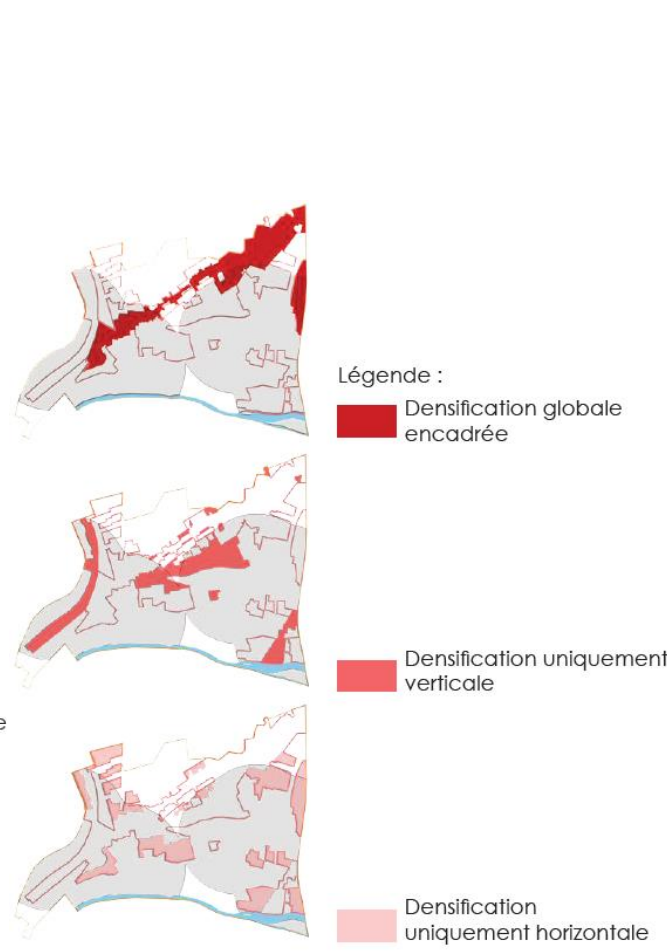 Légende :
Densification globale
encadrée
Densification uniquement
verticale
e
Densification
uniquement horizontale